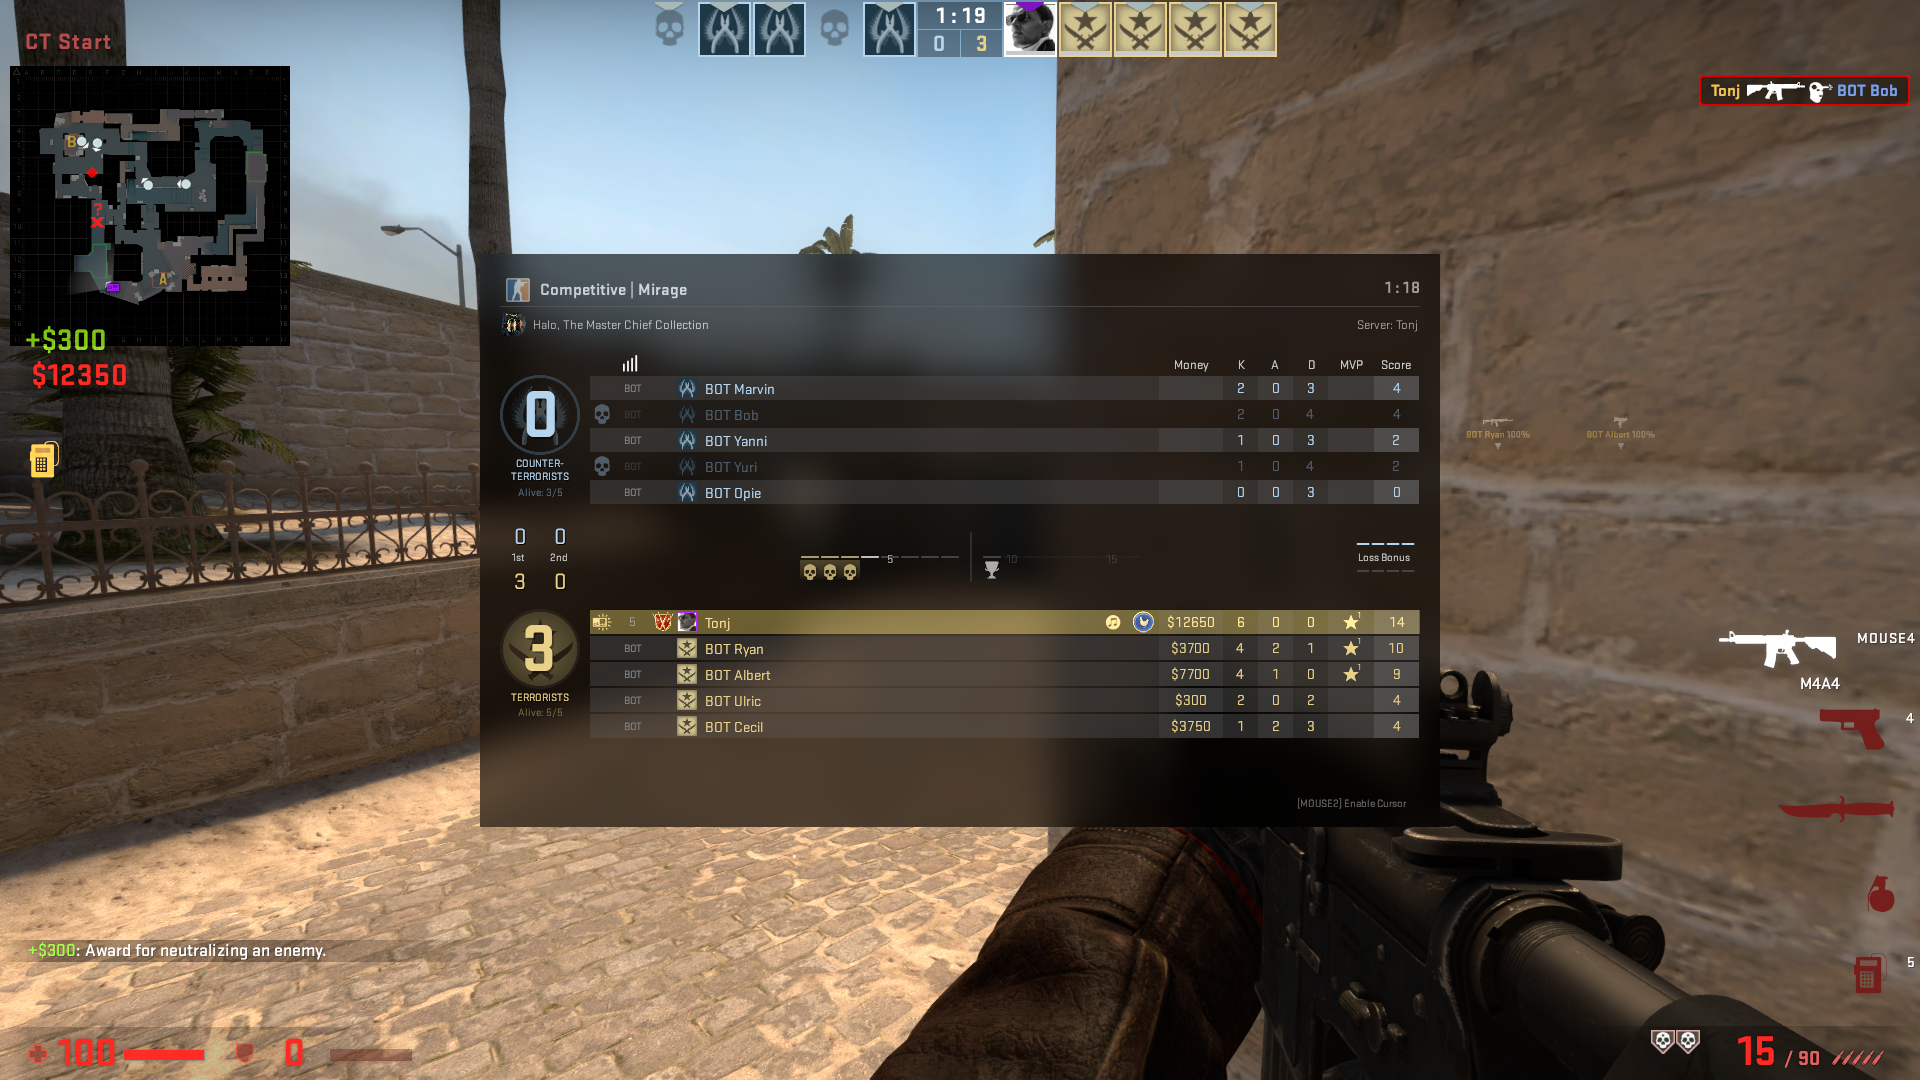 CT Start
1:19
0 3
Tonj BOT Bob
B
A
+$300
$12350
Competitive | Mirage
1:18
Halo, The Master Chief Collection
Server: Tonj
Money K A D MVP Score
BOT BOT Marvin 2 0 3 4
BOT BOT Bob 2 0 4 4
BOT BOT Yanni 1 0 3 2
BOT BOT Yuri 1 0 4 2
BOT BOT Opie 0 0 3 0
0
COUNTER-
TERRORISTS
Alive: 3/5
BOT Ryan 100%
BOT Albert 100%
0 0
1st 2nd
3 0
5 10 15
Loss Bonus
3
TERRORISTS
Alive: 5/5
5 Tonj $12650 6 0 0 1 14
BOT BOT Ryan $3700 4 2 1 1 10
BOT BOT Albert $7700 4 1 0 1 9
BOT BOT Ulric $300 2 0 2 4
BOT BOT Cecil $3750 1 2 3 4
[MOUSE2] Enable Cursor
MOUSE4
M4A4
4
5
+$300: Award for neutralizing an enemy.
100
0
15 / 90